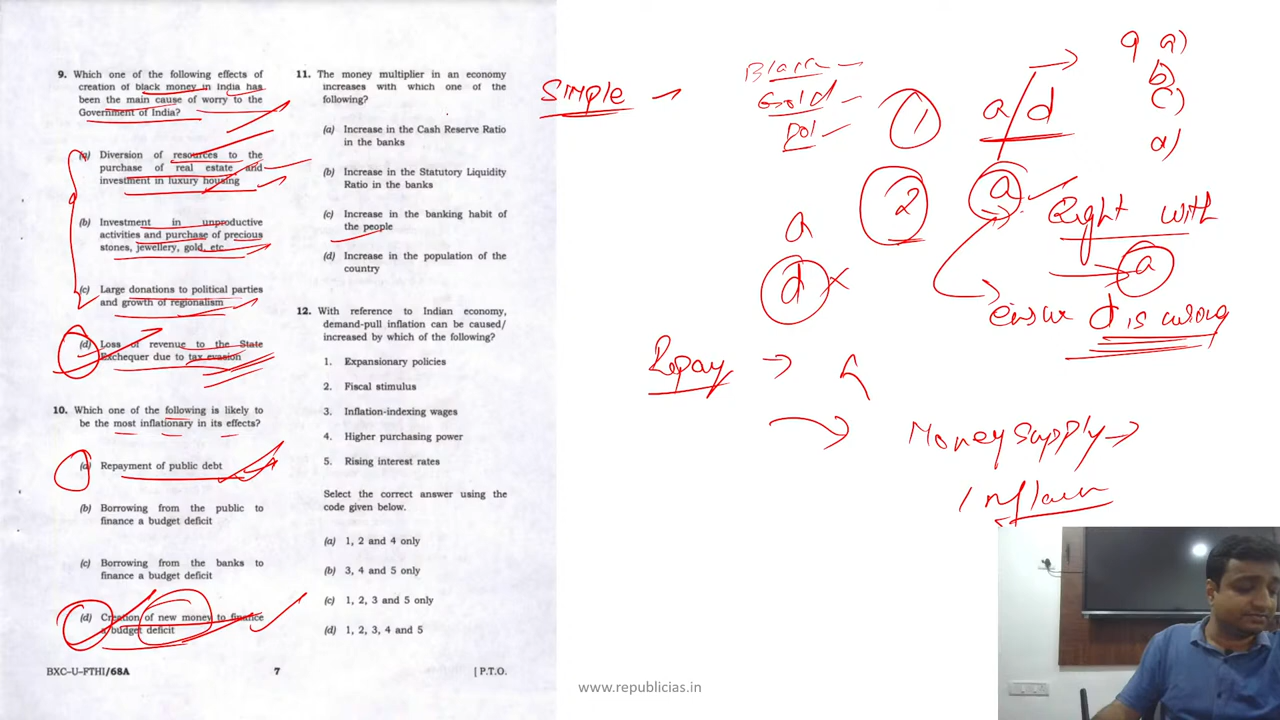 9. Which one of the following effects of
creation of black money in India has
been the main cause of worry to the
Government of India?
(a) Diversion of resources to the
purchase of real estate and
investment in luxury housing
(b) Investment in unproductive
activities and purchase of precious
stones, jewellery, gold, etc.
(c) Large donations to political parties
and growth of regionalism
(d) Loss of revenue to the State
Exchequer due to tax evasion
10. Which one of the following is likely to
be the most inflationary in its effects?
(a) Repayment of public debt
(b) Borrowing from the public to
finance a budget deficit
(c) Borrowing from the banks to
finance a budget deficit
(d) Creation of new money to finance
a budget deficit
BXC-U-FTHI/68A
7
11. The money multiplier in an economy
increases with which one of the
following?
(a) Increase in the Cash Reserve Ratio
in the banks
(b) Increase in the Statutory Liquidity
Ratio in the banks
(c) Increase in the banking habit of
the people
(d) Increase in the population of the
country
12. With reference to Indian economy,
demand-pull inflation can be caused/
increased by which of the following?
1. Expansionary policies
2. Fiscal stimulus
3. Inflation-indexing wages
4. Higher purchasing power
5. Rising interest rates
Select the correct answer using the
code given below.
(a) 1, 2 and 4 only
(b) 3, 4 and 5 only
(c) 1, 2, 3 and 5 only
(d) 1, 2, 3, 4 and 5
[ P.T.O.
Simple
Black
Gold
Pol
1
a/d
9 a)
b)
c)
2
a
Right with
a
a
d
ensure d is wrong
Repay
Money supply
www.republicias.in